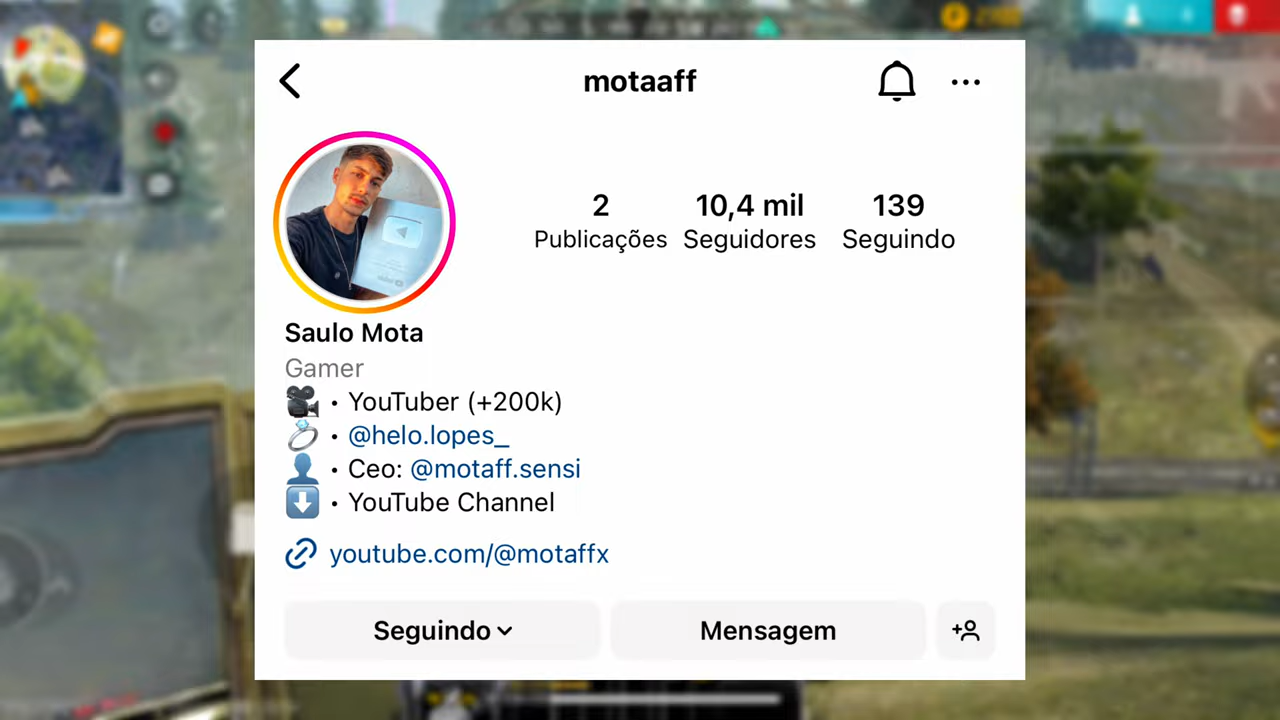 motaaff
2 10,4 mil 139
Publicações Seguidores Seguindo
Saulo Mota
Gamer
• YouTuber (+200k)
• @helo.lopes_
• Ceo: @motaff.sensi
• YouTube Channel
youtube.com/@motaffx
Seguindo Mensagem